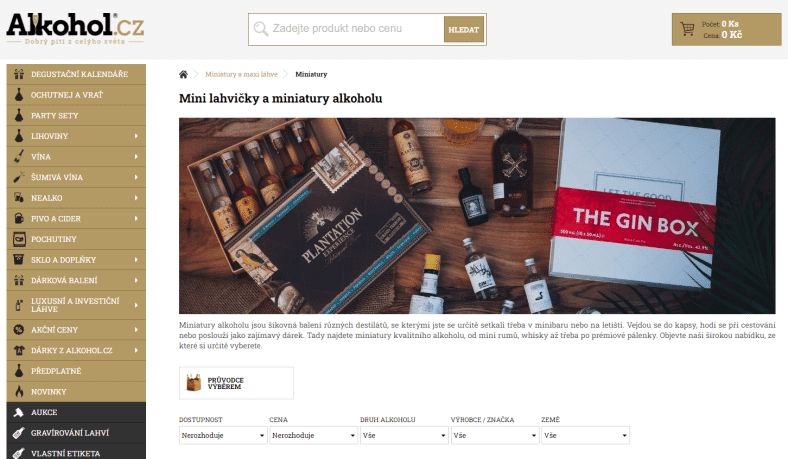 Alkohol.cz
Dobrý pití z celýho světa
Zadejte produkt nebo cenu
HLEDAT
Počet: 0 Ks
Cena: 0 Kč
DEGUSTAČNÍ KALENDÁŘE
OCHUTNEJ A VRAŤ
PARTY SETY
LIHOVINY
VÍNA
ŠUMIVÁ VÍNA
NEALKO
PIVO A CIDER
POCHUTINY
SKLO A DOPLŇKY
DÁRKOVÁ BALENÍ
LUXUSNÍ A INVESTIČNÍ
LÁHVE
AKČNÍ CENY
DÁRKY Z ALKOHOL.CZ
PŘEDPLATNÉ
NOVINKY
AUKCE
GRAVÍROVÁNÍ LAHVÍ
VLASTNÍ ETIKETA
Miniatury a maxi láhve
Miniatury
Mini lahvičky a miniatury alkoholu
PLANTATION
EXPERIENCE
LET THE GOOD
THE GIN BOX
Miniatury alkoholu jsou šikovná balení různých destilátů, se kterými jste se určitě setkali třeba v minibaru nebo na letišti. Vejdou se do kapsy, hodí se při cestování
nebo poslouží jako zajímavý dárek. Tady najdete miniatury kvalitního alkoholu, od mini rumů, whisky až třeba po prémiové pálenky. Objevte naši širokou nabídku, ze
které si určitě vyberete.
PRŮVODCE
VÝBĚREM
DOSTUPNOST
CENA
DRUH ALKOHOLU
VÝROBCE / ZNAČKA
ZEMĚ
Nerozhoduje
Nerozhoduje
Vše
Vše
Vše